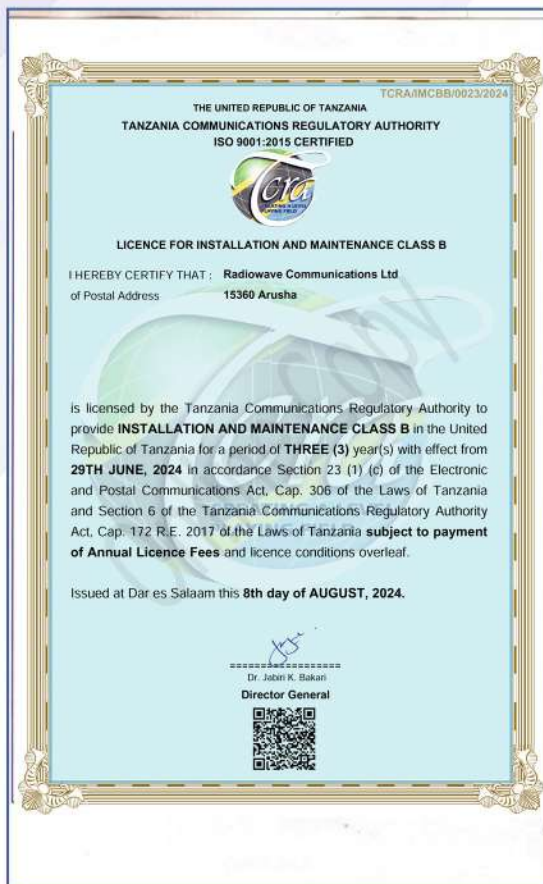 TCRA/IMCBB/0023/2024
THE UNITED REPUBLIC OF TANZANIA
TANZANIA COMMUNICATIONS REGULATORY AUTHORITY
ISO 9001:2015 CERTIFIED
tcra
CREATING A LEVEL
PLAYING FIELD
LICENCE FOR INSTALLATION AND MAINTENANCE CLASS B
I HEREBY CERTIFY THAT : Radiowave Communications Ltd
of Postal Address 15360 Arusha
is licensed by the Tanzania Communications Regulatory Authority to
provide INSTALLATION AND MAINTENANCE CLASS B in the United
Republic of Tanzania for a period of THREE (3) year(s) with effect from
29TH JUNE, 2024 in accordance Section 23 (1) (c) of the Electronic
and Postal Communications Act, Cap. 306 of the Laws of Tanzania
and Section 6 of the Tanzania Communications Regulatory Authority
Act, Cap. 172 R.E. 2017 of the Laws of Tanzania subject to payment
of Annual Licence Fees and licence conditions overleaf.
Issued at Dar es Salaam this 8th day of AUGUST, 2024.
==================
Dr. Jabiri K. Bakari
Director General